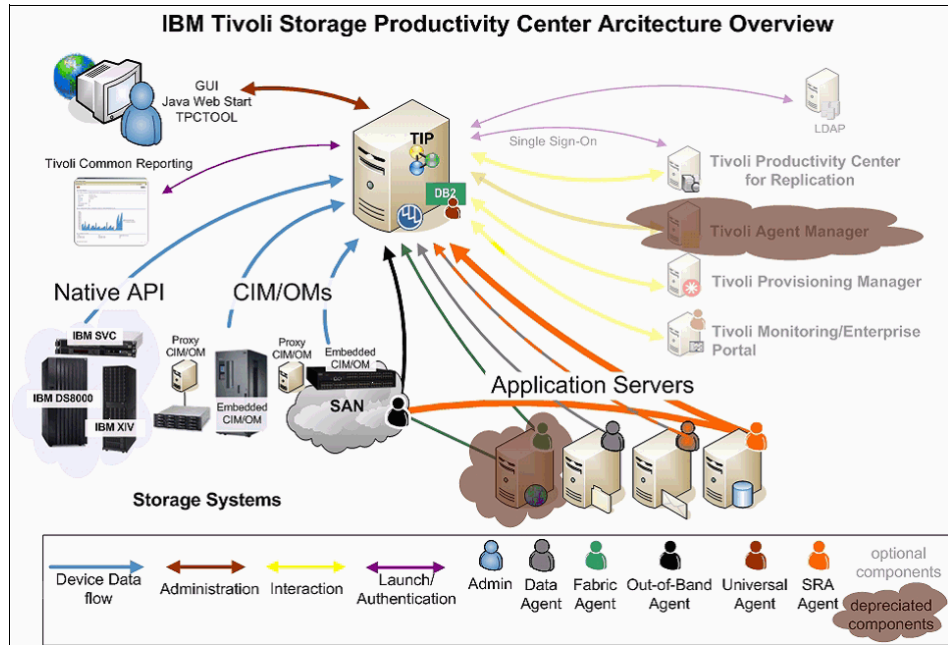 IBM Tivoli Storage Productivity Center Arcitecture Overview
GUI
Java Web Start
TPCTOOL
TIP
DB2
LDAP
Single Sign-On
Tivoli Common Reporting
Tivoli Productivity Center
for Replication
Tivoli Agent Manager
Tivoli Provisioning Manager
Tivoli Monitoring/Enterprise
Portal
Native API
CIM/OMs
IBM SVC
IBM DS8000
IBM XIV
Proxy
CIM/OM
Embedded
CIM/OM
Proxy
CIM/OM
Embedded
CIM/OM
SAN
Application Servers
Storage Systems
Device Data
flow
Administration
Interaction
Launch/
Authentication
Admin
Data
Agent
Fabric
Agent
Out-of-Band
Agent
Universal
Agent
SRA
Agent
optional
components
depreciated
components